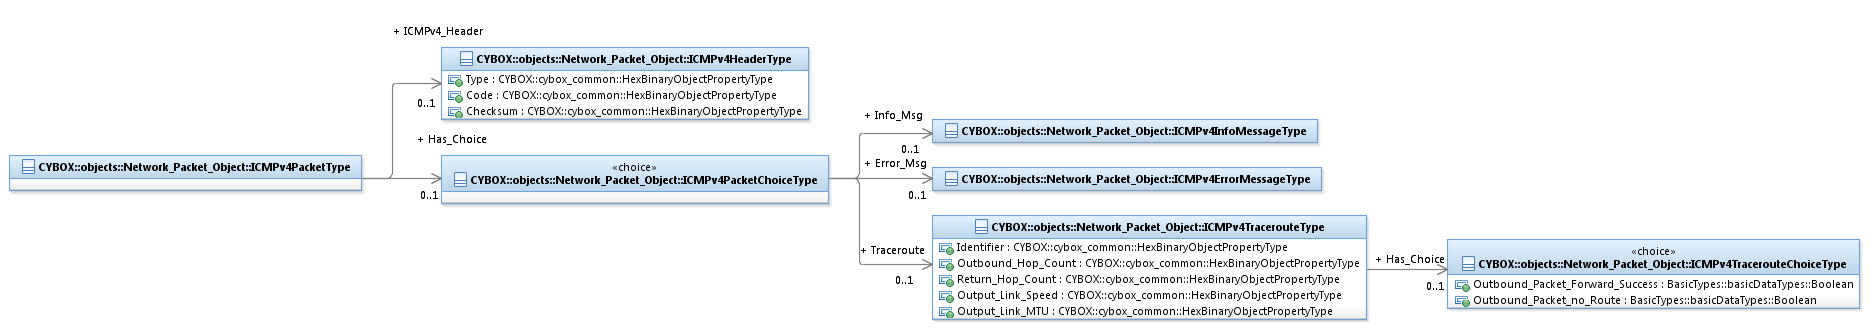 + ICMPv4_Header
CYBOX::objects::Network_Packet_Object::ICMPv4HeaderType
Type : CYBOX::cybox_common::HexBinaryObjectPropertyType
Code : CYBOX::cybox_common::HexBinaryObjectPropertyType
Checksum : CYBOX::cybox_common::HexBinaryObjectPropertyType
0..1
+ Has_Choice
CYBOX::objects::Network_Packet_Object::ICMPv4PacketType
«choice»
CYBOX::objects::Network_Packet_Object::ICMPv4PacketChoiceType
0..1
+ Info_Msg
CYBOX::objects::Network_Packet_Object::ICMPv4InfoMessageType
0..1
+ Error_Msg
CYBOX::objects::Network_Packet_Object::ICMPv4ErrorMessageType
0..1
+ Traceroute
CYBOX::objects::Network_Packet_Object::ICMPv4TracerouteType
Identifier : CYBOX::cybox_common::HexBinaryObjectPropertyType
Outbound_Hop_Count : CYBOX::cybox_common::HexBinaryObjectPropertyType
Return_Hop_Count : CYBOX::cybox_common::HexBinaryObjectPropertyType
Output_Link_Speed : CYBOX::cybox_common::HexBinaryObjectPropertyType
Output_Link_MTU : CYBOX::cybox_common::HexBinaryObjectPropertyType
0..1
+ Has_Choice
«choice»
CYBOX::objects::Network_Packet_Object::ICMPv4TracerouteChoiceType
Outbound_Packet_Forward_Success : BasicTypes::basicDataTypes::Boolean
Outbound_Packet_no_Route : BasicTypes::basicDataTypes::Boolean
0..1